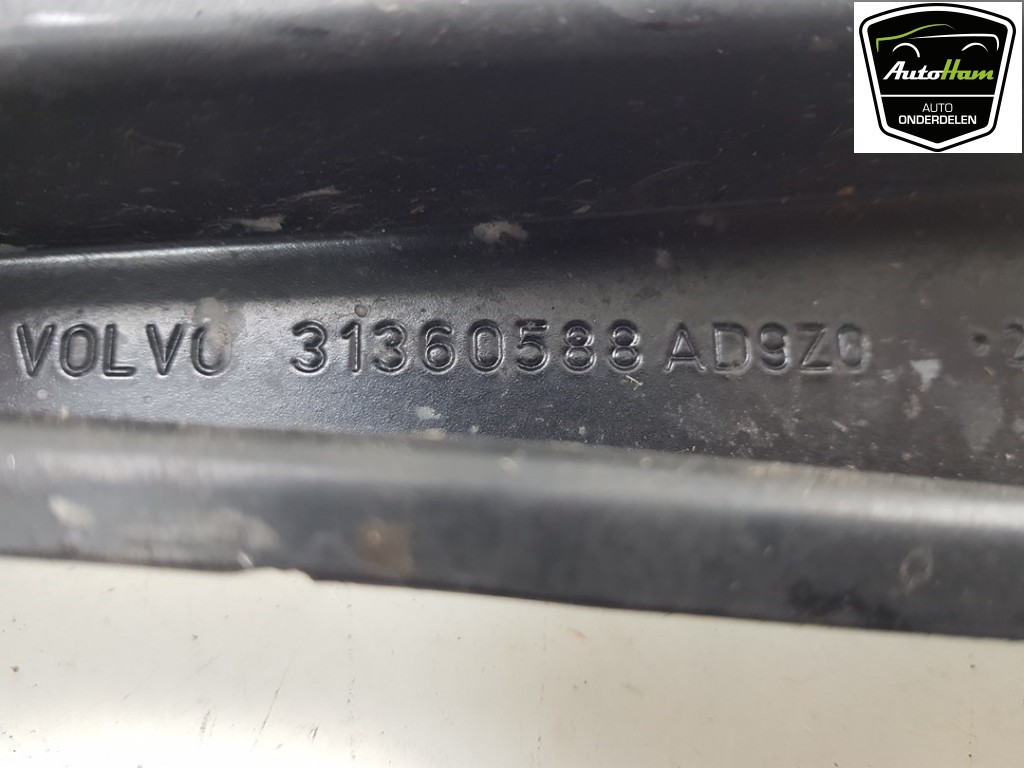 AutoHam
AUTO
ONDERDELEN
VOLVO 31360588 AD9Z0